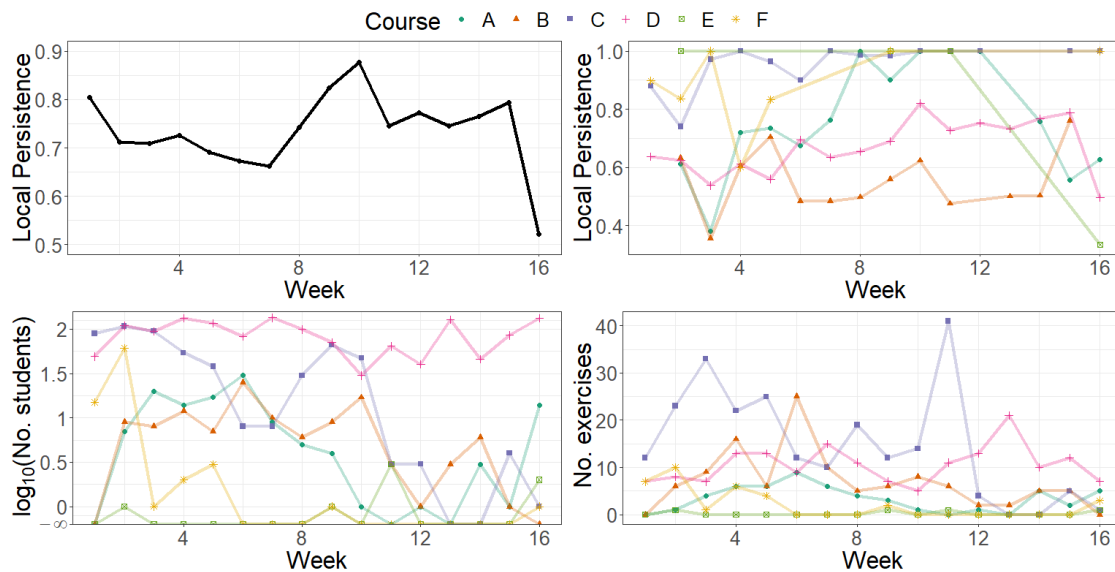 Course A B C D E F
Local Persistence
0.9
0.8
0.7
0.6
0.5
4 8 12 16
Week
Local Persistence
1.0
0.8
0.6
0.4
4 8 12 16
Week
log10(No. students)
2
1.5
1
0.5
0
−∞
4 8 12 16
Week
No. exercises
40
30
20
10
0
4 8 12 16
Week